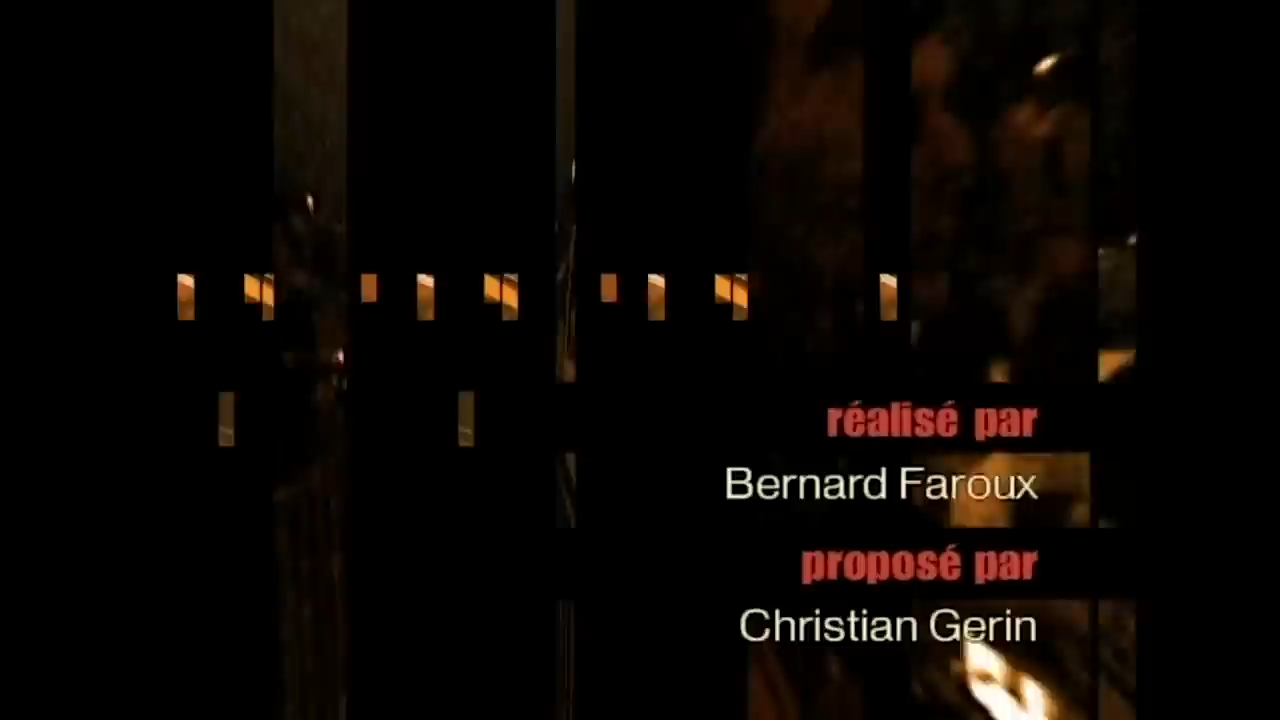 réalisé par
Bernard Faroux
proposé par
Christian Gerin